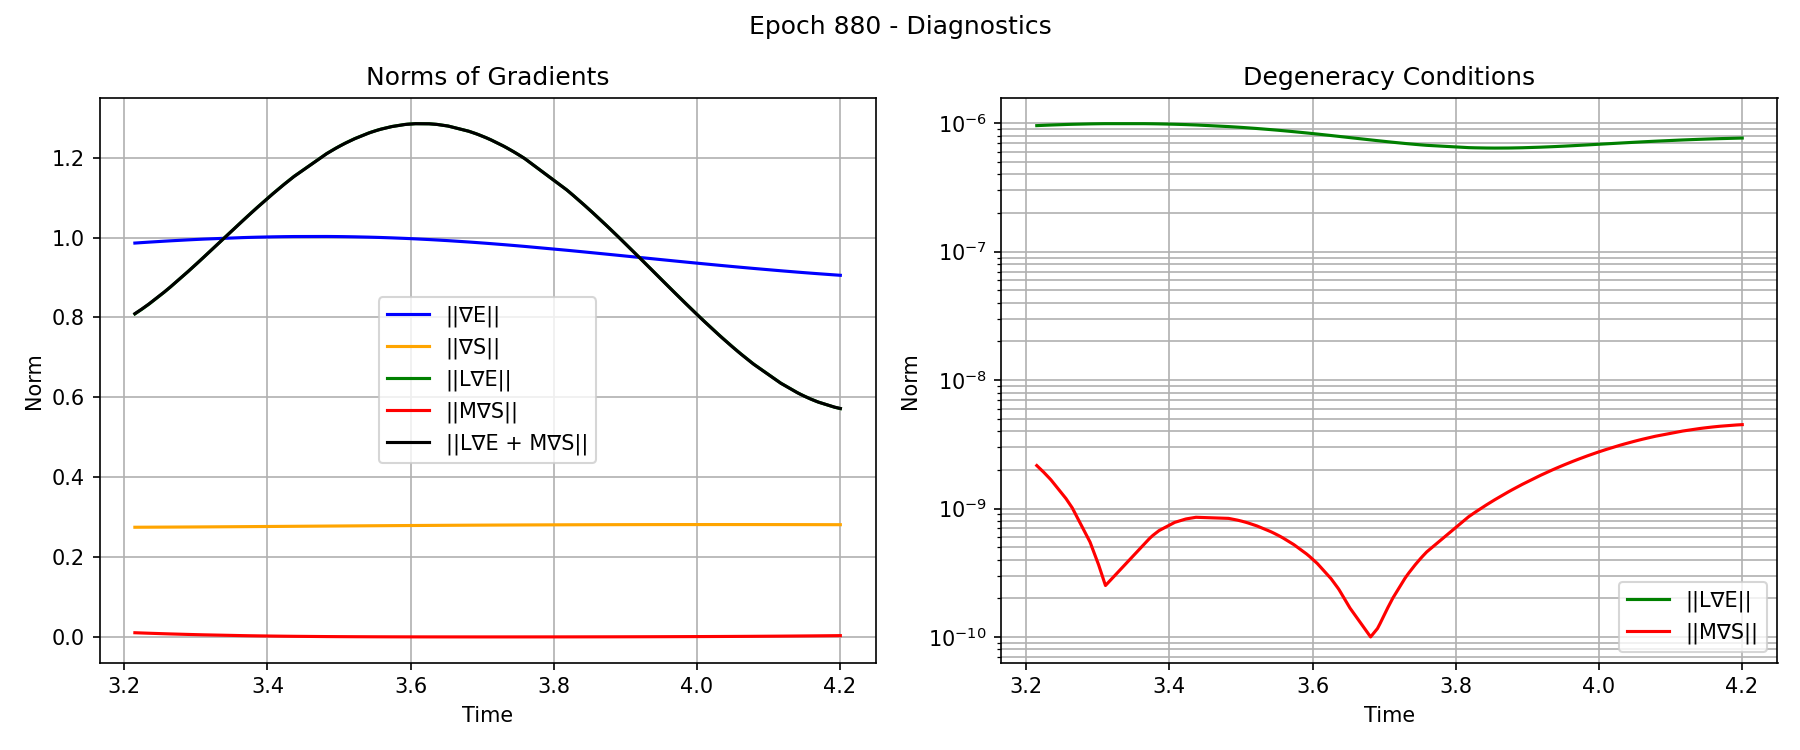 Epoch 880 - Diagnostics
Norms of Gradients
Norm
1.2
1.0
0.8
0.6
0.4
0.2
0.0
||∇E||
||∇S||
||L∇E||
||M∇S||
||L∇E + M∇S||
3.2 3.4 3.6 3.8 4.0 4.2
Time
Degeneracy Conditions
Norm
10⁻⁶
10⁻⁷
10⁻⁸
10⁻⁹
10⁻¹⁰
||L∇E||
||M∇S||
3.2 3.4 3.6 3.8 4.0 4.2
Time